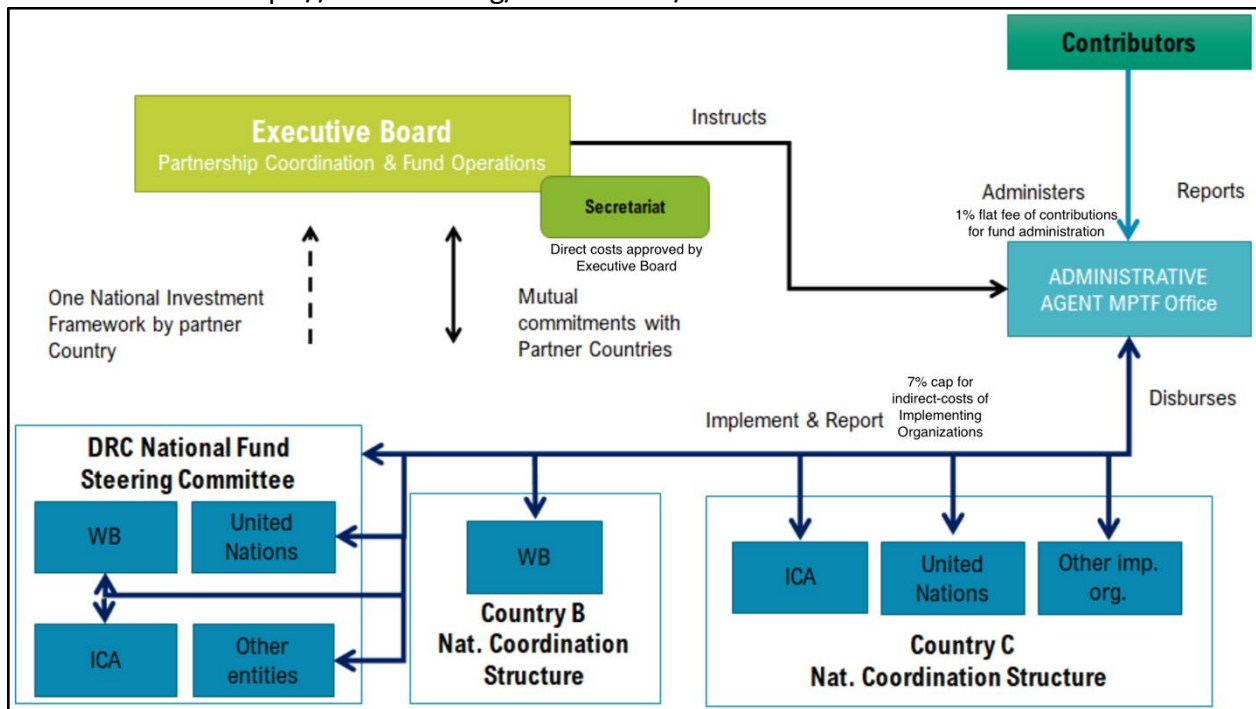 Contributors
Executive Board
Partnership Coordination & Fund Operations
Instructs
Secretariat
Direct costs approved by
Executive Board
Administers
1% flat fee of contributions
for fund administration
Reports
ADMINISTRATIVE
AGENT MPTF Office
One National Investment
Framework by partner
Country
Mutual
commitments with
Partner Countries
Disburses
Implement & Report
7% cap for
indirect-costs of
Implementing
Organizations
DRC National Fund
Steering Committee
WB
United
Nations
ICA
Other
entities
WB
Country B
Nat. Coordination
Structure
ICA
United
Nations
Other imp.
org.
Country C
Nat. Coordination Structure